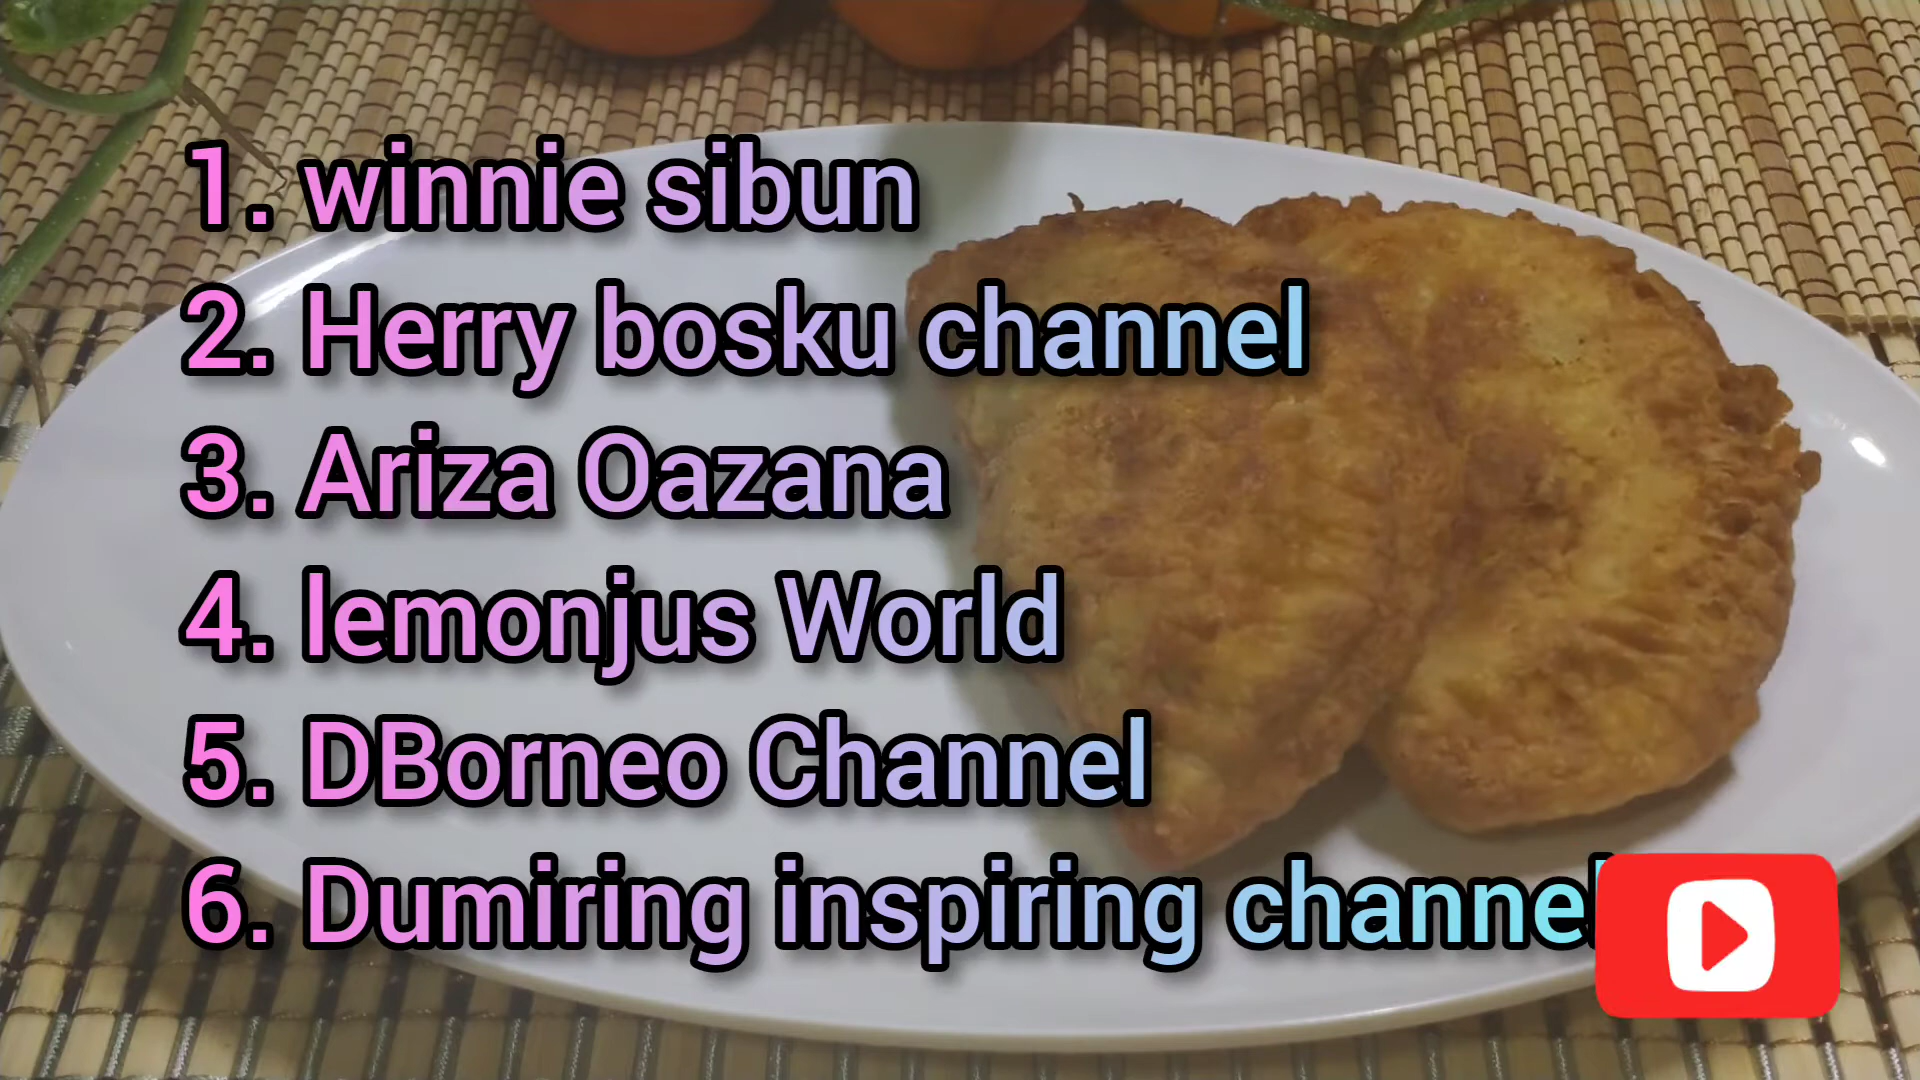 1. winnie sibun
2. Herry bosku channel
3. Ariza Oazana
4. lemonjus World
5. DBorneo Channel
6. Dumiring inspiring channel